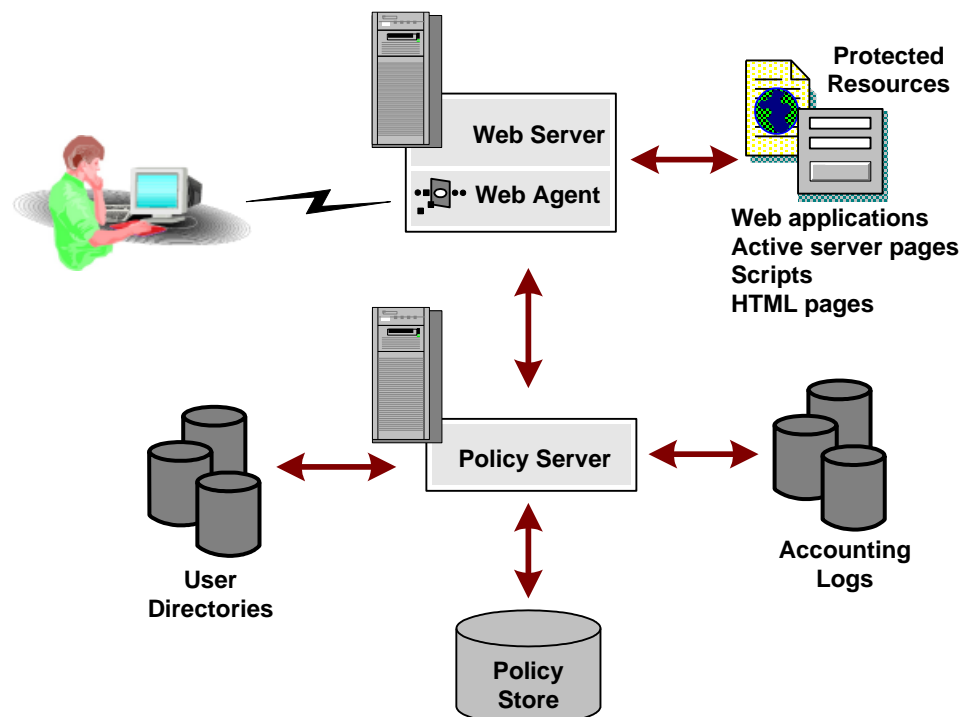 Protected
Resources
Web Server
Web Agent
Web applications
Active server pages
Scripts
HTML pages
Policy Server
User
Directories
Accounting
Logs
Policy
Store